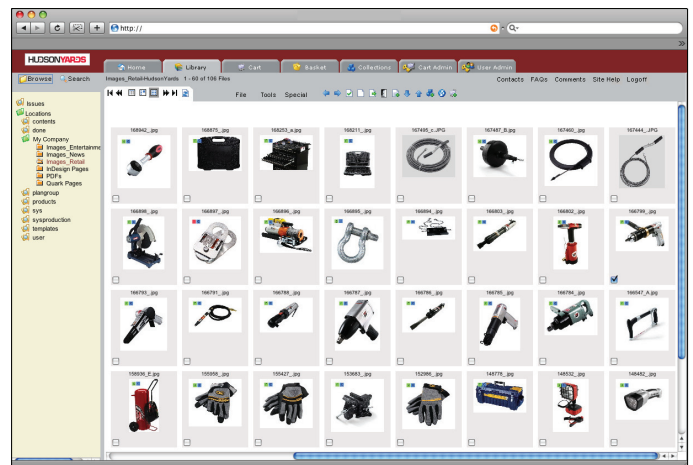 http://
Q
HUDSONYARDS
Home Library Cart Basket Collections Cart Admin User Admin
Browse Search
Images_Retail-HudsonYards 1 - 60 of 106 Files
Contacts FAQs Comments Site Help Logoff
File Tools Special
Issues
Locations
contents
done
My Company
Images_Entertainme
Images_News
Images_Retail
InDesign Pages
PDFs
Quark Pages
plangroup
products
sys
sysproduction
templates
user
168942_.jpg 168875_.jpg 168253_a.jpg 168211_.jpg 167495_c.JPG 167487_B.jpg 167460_.jpg 167444_.JPG
166898_.jpg 166897_.jpg 166896_.jpg 166895_.jpg 166894_.jpg 166803_.jpg 166802_.jpg 166799_.jpg
166793_.jpg 166791_.jpg 166788_.jpg 166787_.jpg 166786_.jpg 166785_.jpg 166784_.jpg 166547_A.jpg
158936_E.jpg 155958_.jpg 155427_.jpg 153683_.jpg 152986_.jpg 148778_.jpg 148532_.jpg 148482_.jpg